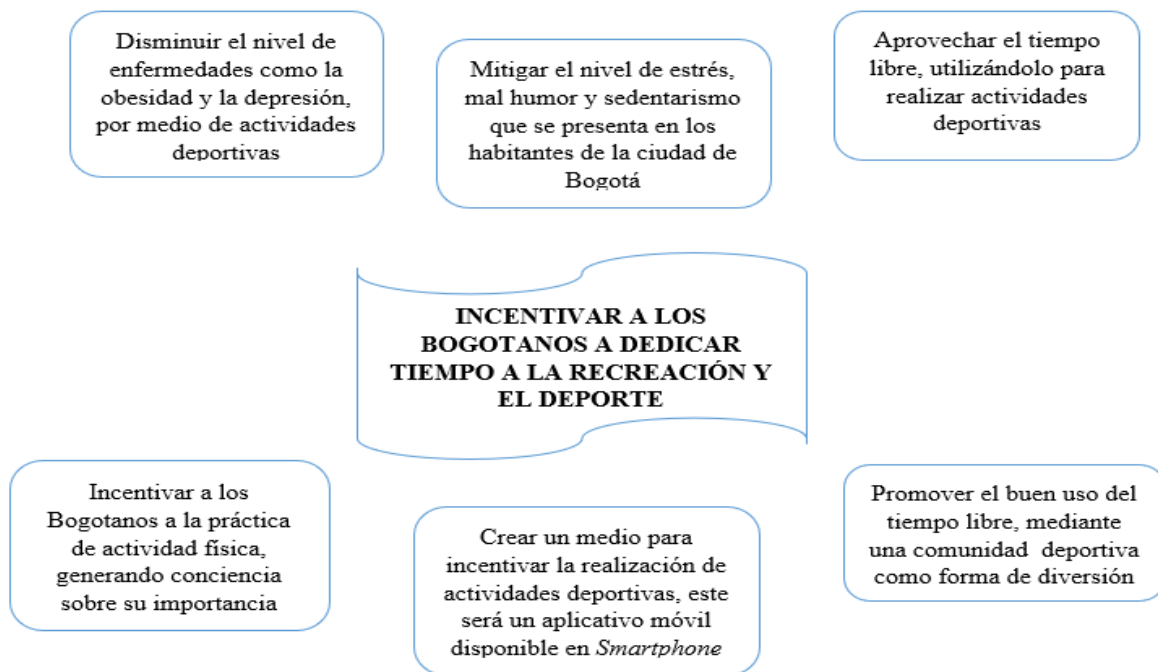 Disminuir el nivel de
enfermedades como la
obesidad y la depresión,
por medio de actividades
deportivas
Mitigar el nivel de estrés,
mal humor y sedentarismo
que se presenta en los
habitantes de la ciudad de
Bogotá
Aprovechar el tiempo
libre, utilizándolo para
realizar actividades
deportivas
INCENTIVAR A LOS
BOGOTANOS A DEDICAR
TIEMPO A LA RECREACIÓN Y
EL DEPORTE
Incentivar a los
Bogotanos a la práctica
de actividad física,
generando conciencia
sobre su importancia
Crear un medio para
incentivar la realización de
actividades deportivas, este
será un aplicativo móvil
disponible en Smartphone
Promover el buen uso del
tiempo libre, mediante
una comunidad deportiva
como forma de diversión